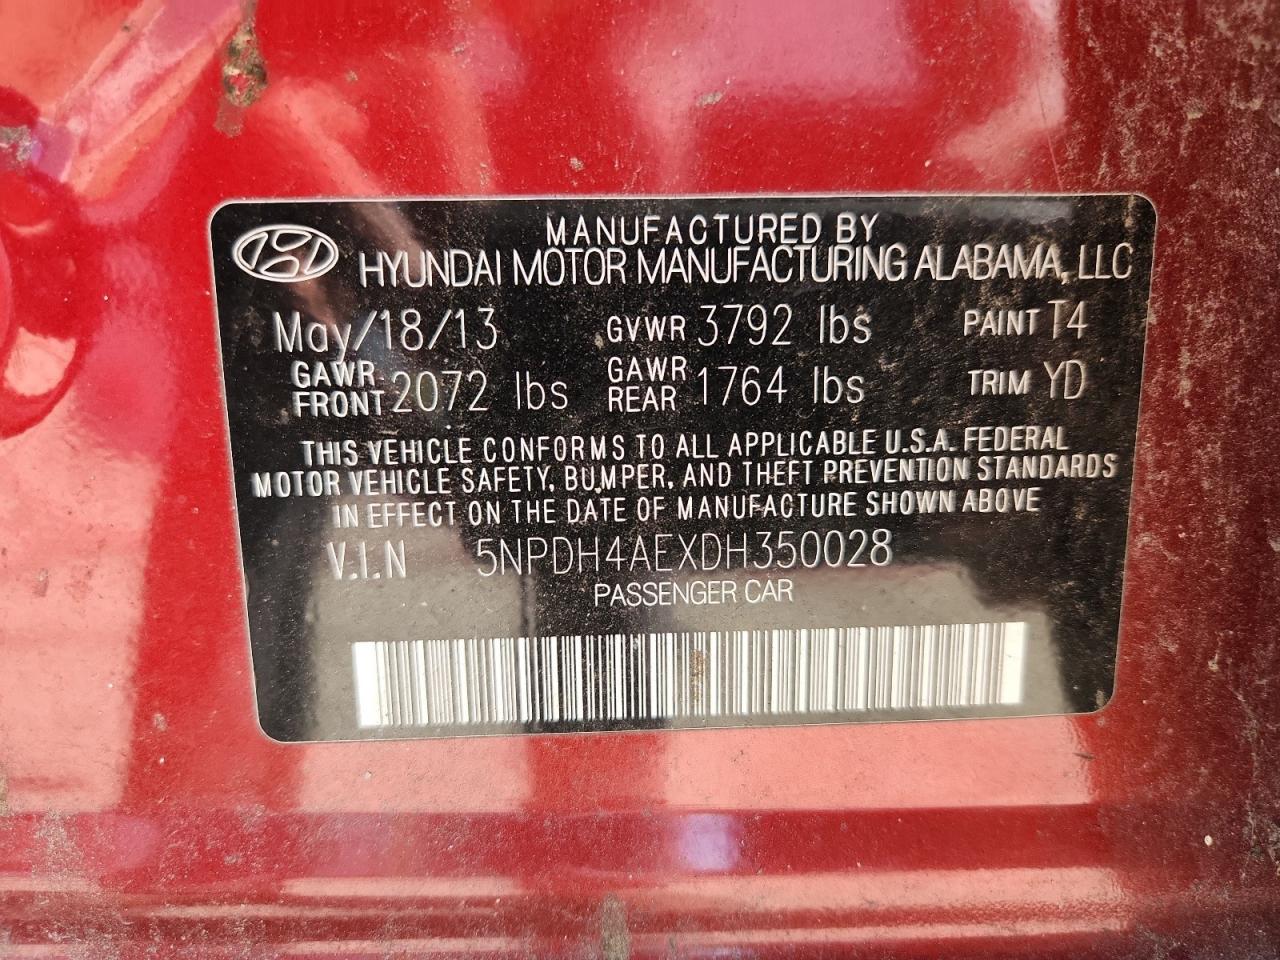 MANUFACTURED BY
HYUNDAI MOTOR MANUFACTURING ALABAMA, LLC
May/18/13 GVWR 3792 lbs PAINT T4
GAWR FRONT 2072 lbs GAWR REAR 1764 lbs TRIM YD
THIS VEHICLE CONFORMS TO ALL APPLICABLE U.S.A. FEDERAL
MOTOR VEHICLE SAFETY, BUMPER, AND THEFT PREVENTION STANDARDS
IN EFFECT ON THE DATE OF MANUFACTURE SHOWN ABOVE
V.I.N 5NPDH4AEXDH350028
PASSENGER CAR